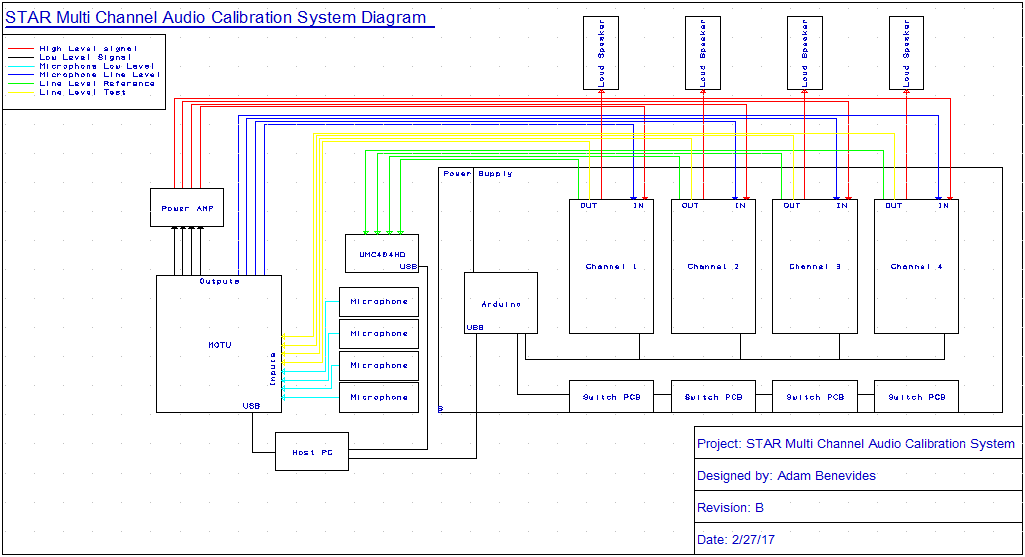 STAR Multi Channel Audio Calibration System Diagram
High Level signal
Low Level Signal
Microphone Low Level
Microphone Line Level
Line Level Reference
Line Level Test
Loud Speaker
Loud Speaker
Loud Speaker
Loud Speaker
Power Supply
Power AMP
OUT IN
OUT IN
OUT IN
OUT IN
UMC404HD
USB
Channel 1
Channel 2
Channel 3
Channel 4
Outputs
MOTU
Inputs
USB
Microphone
Microphone
Microphone
Microphone
Arduino
USB
Switch PCB
Switch PCB
Switch PCB
Switch PCB
Host PC
Project: STAR Multi Channel Audio Calibration System
Designed by: Adam Benevides
Revision: B
Date: 2/27/17